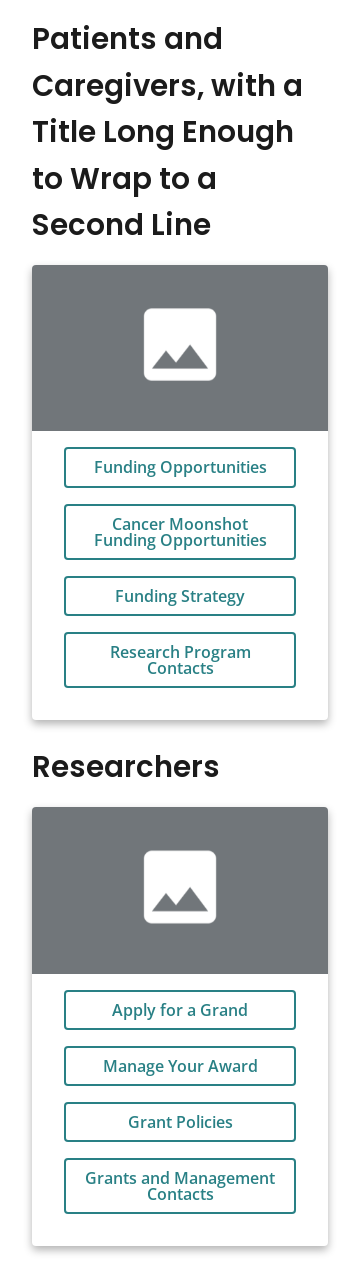 Patients and
Caregivers, with a
Title Long Enough
to Wrap to a
Second Line
Funding Opportunities
Cancer Moonshot
Funding Opportunities
Funding Strategy
Research Program
Contacts
Researchers
Apply for a Grand
Manage Your Award
Grant Policies
Grants and Management
Contacts